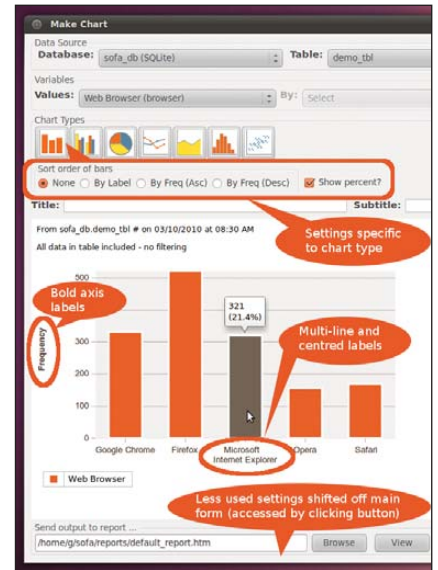 Make Chart
Data Source
Database: sofa_db (SQLite) Table: demo_tbl
Variables
Values: Web Browser (browser) By: Select
Chart Types
Sort order of bars
None By Label By Freq (Asc) By Freq (Desc) Show percent?
Title: Subtitle:
From sofa_db.demo_tbl # on 03/10/2010 at 08:30 AM
All data in table included - no filtering
Settings specific
to chart type
500
Bold axis
labels
321
(21.4%)
Multi-line and
centred labels
Frequency
300
200
100
0
Google Chrome Firefox Microsoft Internet Explorer Opera Safari
Web Browser
Less used settings shifted off main
form (accessed by clicking button)
Send output to report ...
/home/g/sofa/reports/default_report.htm Browse View